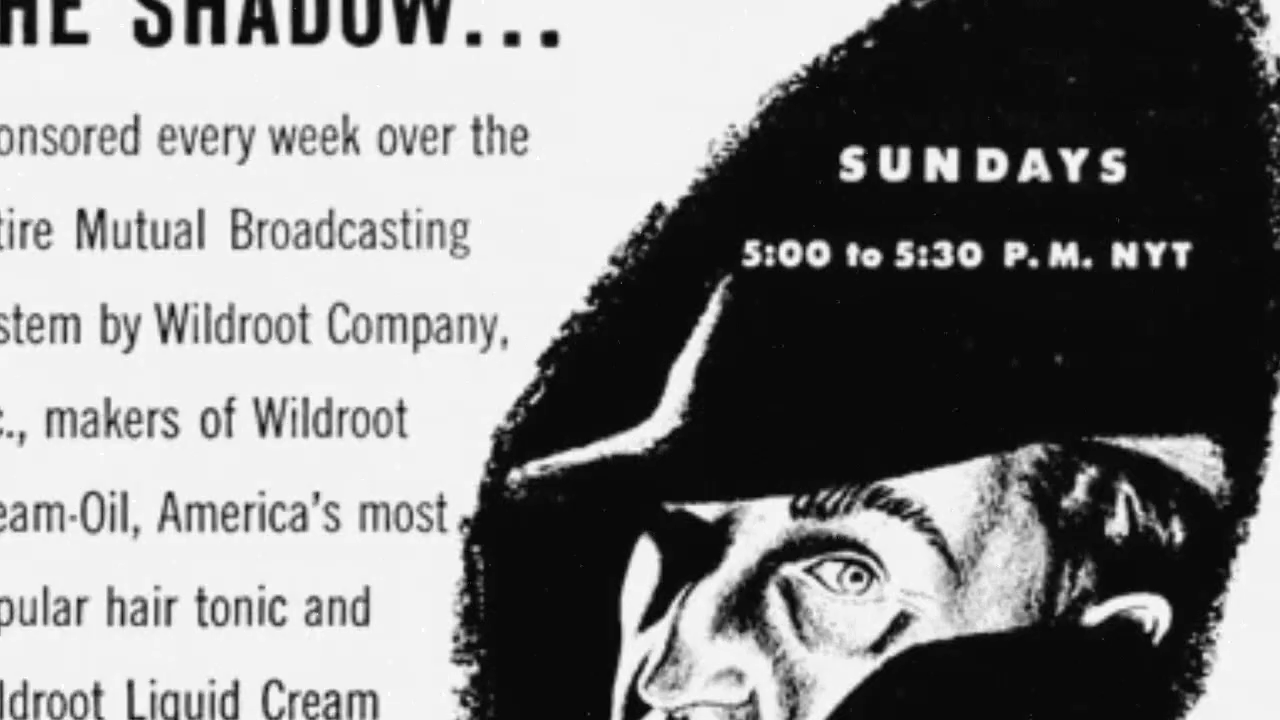 HE SHADOW...
onsored every week over the
tire Mutual Broadcasting
stem by Wildroot Company,
c., makers of Wildroot
eam-Oil, America's most
pular hair tonic and
ldroot Liquid Cream
SUNDAYS
5:00 to 5:30 P.M. NYT